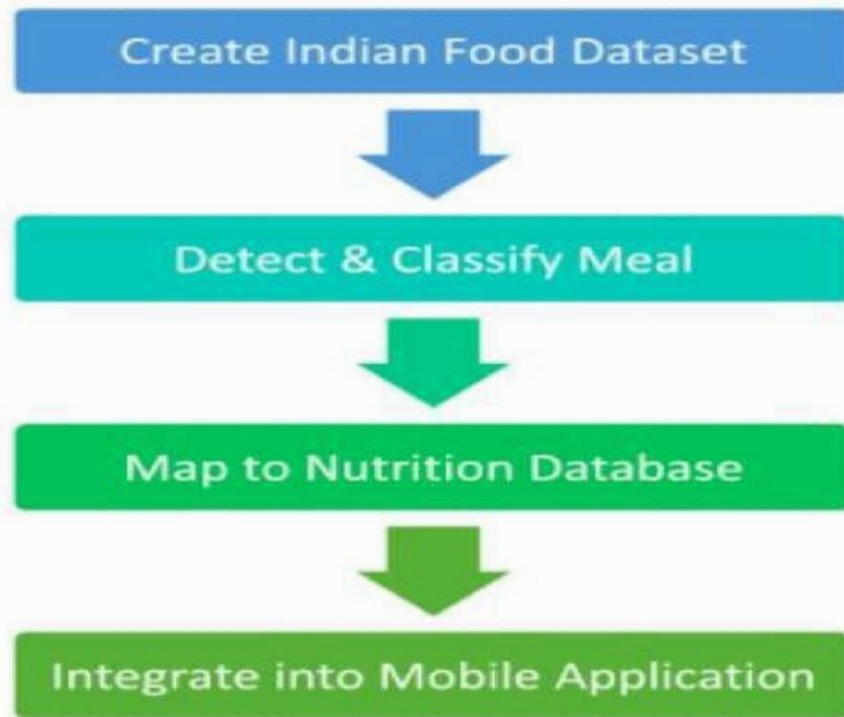 Create Indian Food Dataset
Detect & Classify Meal
Map to Nutrition Database
Integrate into Mobile Application